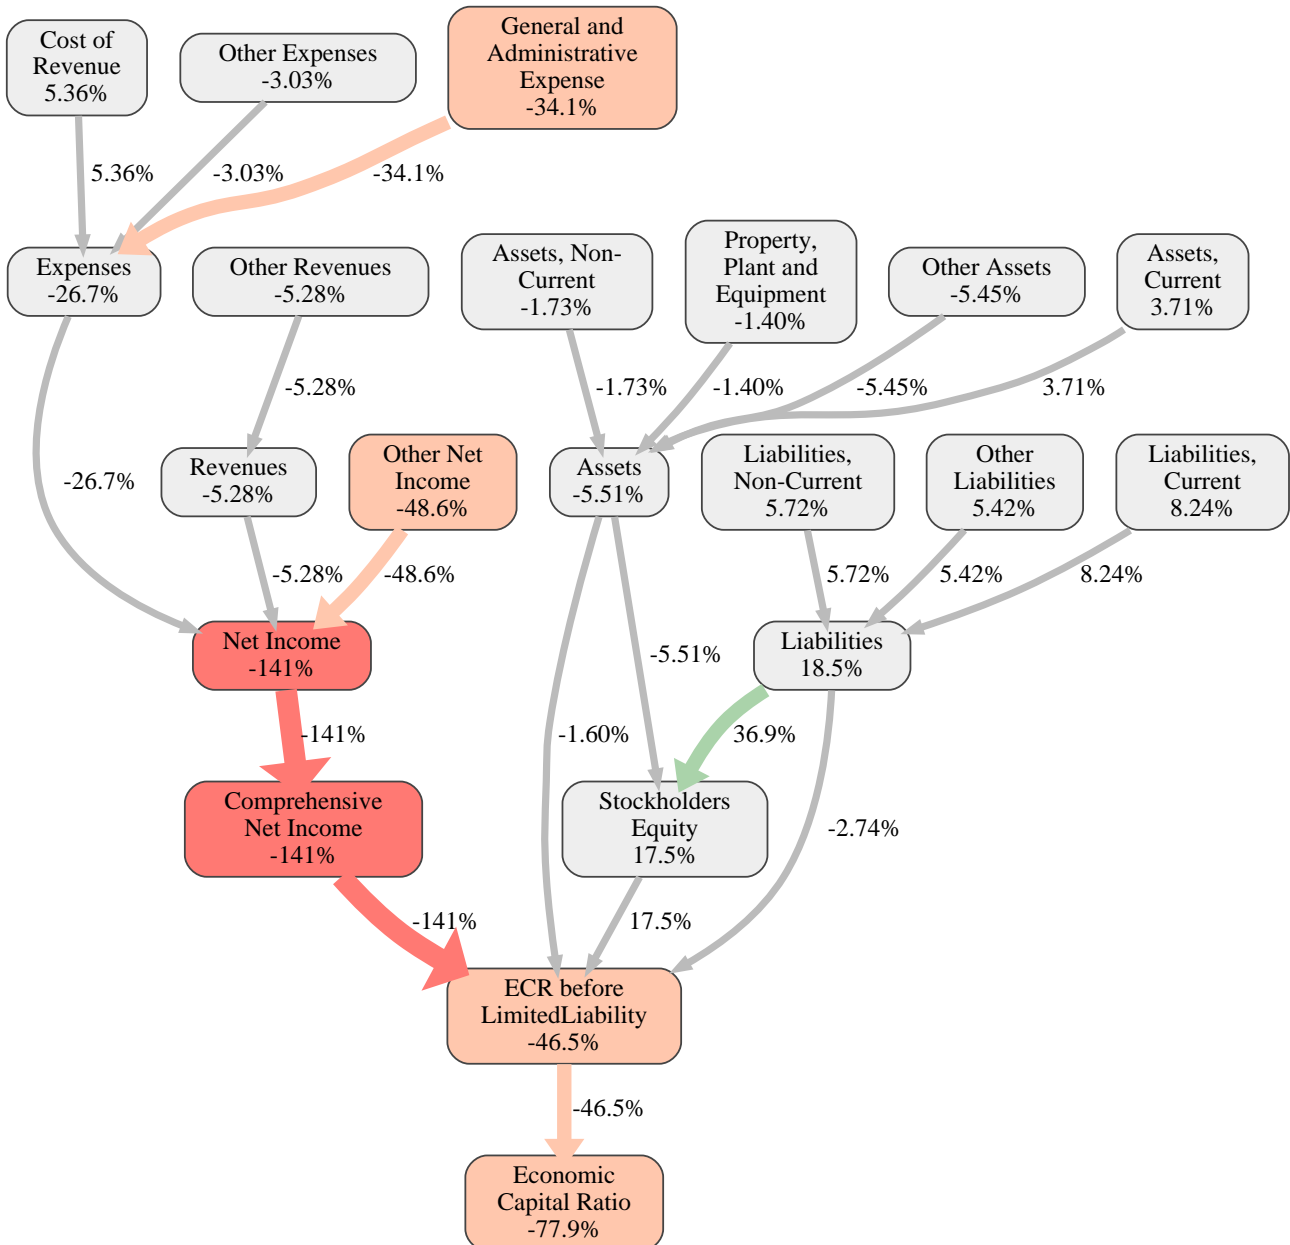 Cost of
Revenue
5.36%
Other Expenses
-3.03%
General and
Administrative
Expense
-34.1%
5.36%
-3.03%
-34.1%
Expenses
-26.7%
Other Revenues
-5.28%
Assets, Non-
Current
-1.73%
Property,
Plant and
Equipment
-1.40%
Other Assets
-5.45%
Assets,
Current
3.71%
-5.28%
-1.73%
-1.40%
-5.45%
3.71%
-26.7%
Revenues
-5.28%
Other Net
Income
-48.6%
Assets
-5.51%
Liabilities,
Non-Current
5.72%
Other
Liabilities
5.42%
Liabilities,
Current
8.24%
-5.28%
-48.6%
5.72%
5.42%
8.24%
Net Income
-141%
-5.51%
Liabilities
18.5%
-141%
-1.60%
36.9%
Comprehensive
Net Income
-141%
Stockholders
Equity
17.5%
-2.74%
-141%
17.5%
ECR before
LimitedLiability
-46.5%
-46.5%
Economic
Capital Ratio
-77.9%